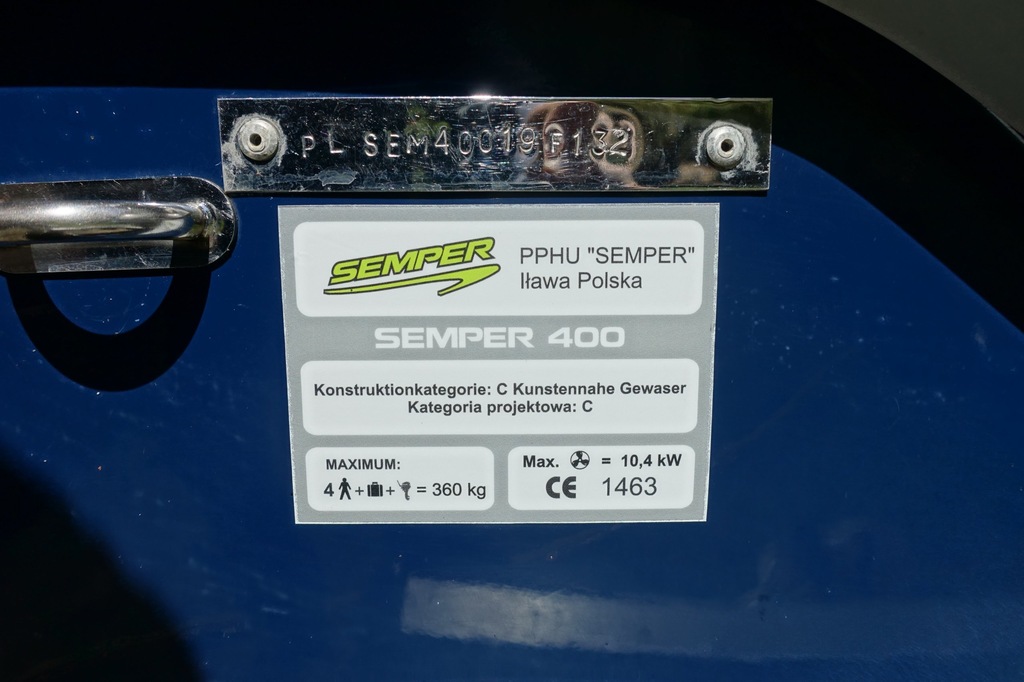 PL SEM40019F132
SEMPER
PPHU "SEMPER"
Iława Polska
SEMPER 400
Konstruktionkategorie: C Kunstennahe Gewaser
Kategoria projektowa: C
MAXIMUM:
4 + + = 360 kg
Max. = 10,4 kW
CE 1463